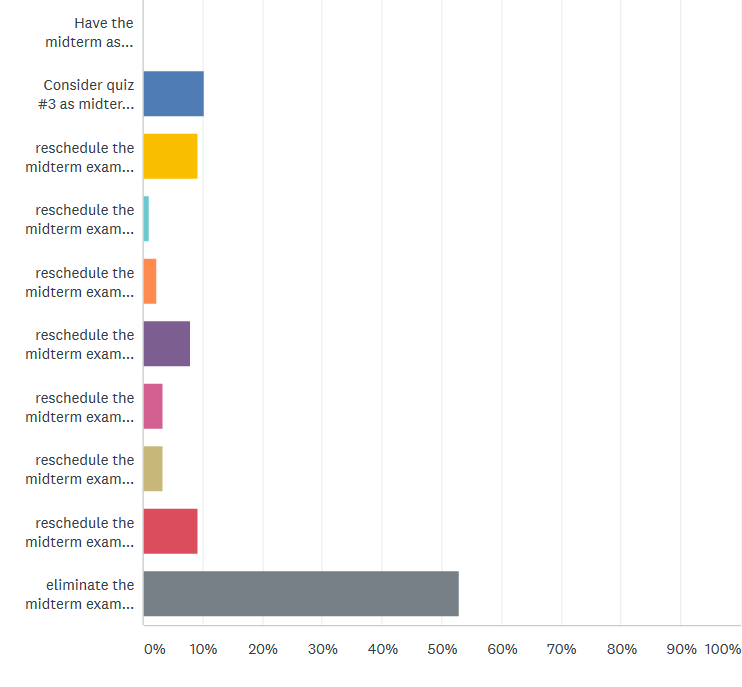 Have the
midterm as...
Consider quiz
#3 as midter...
reschedule the
midterm exam...
reschedule the
midterm exam...
reschedule the
midterm exam...
reschedule the
midterm exam...
reschedule the
midterm exam...
reschedule the
midterm exam...
reschedule the
midterm exam...
eliminate the
midterm exam...
0% 10% 20% 30% 40% 50% 60% 70% 80% 90% 100%